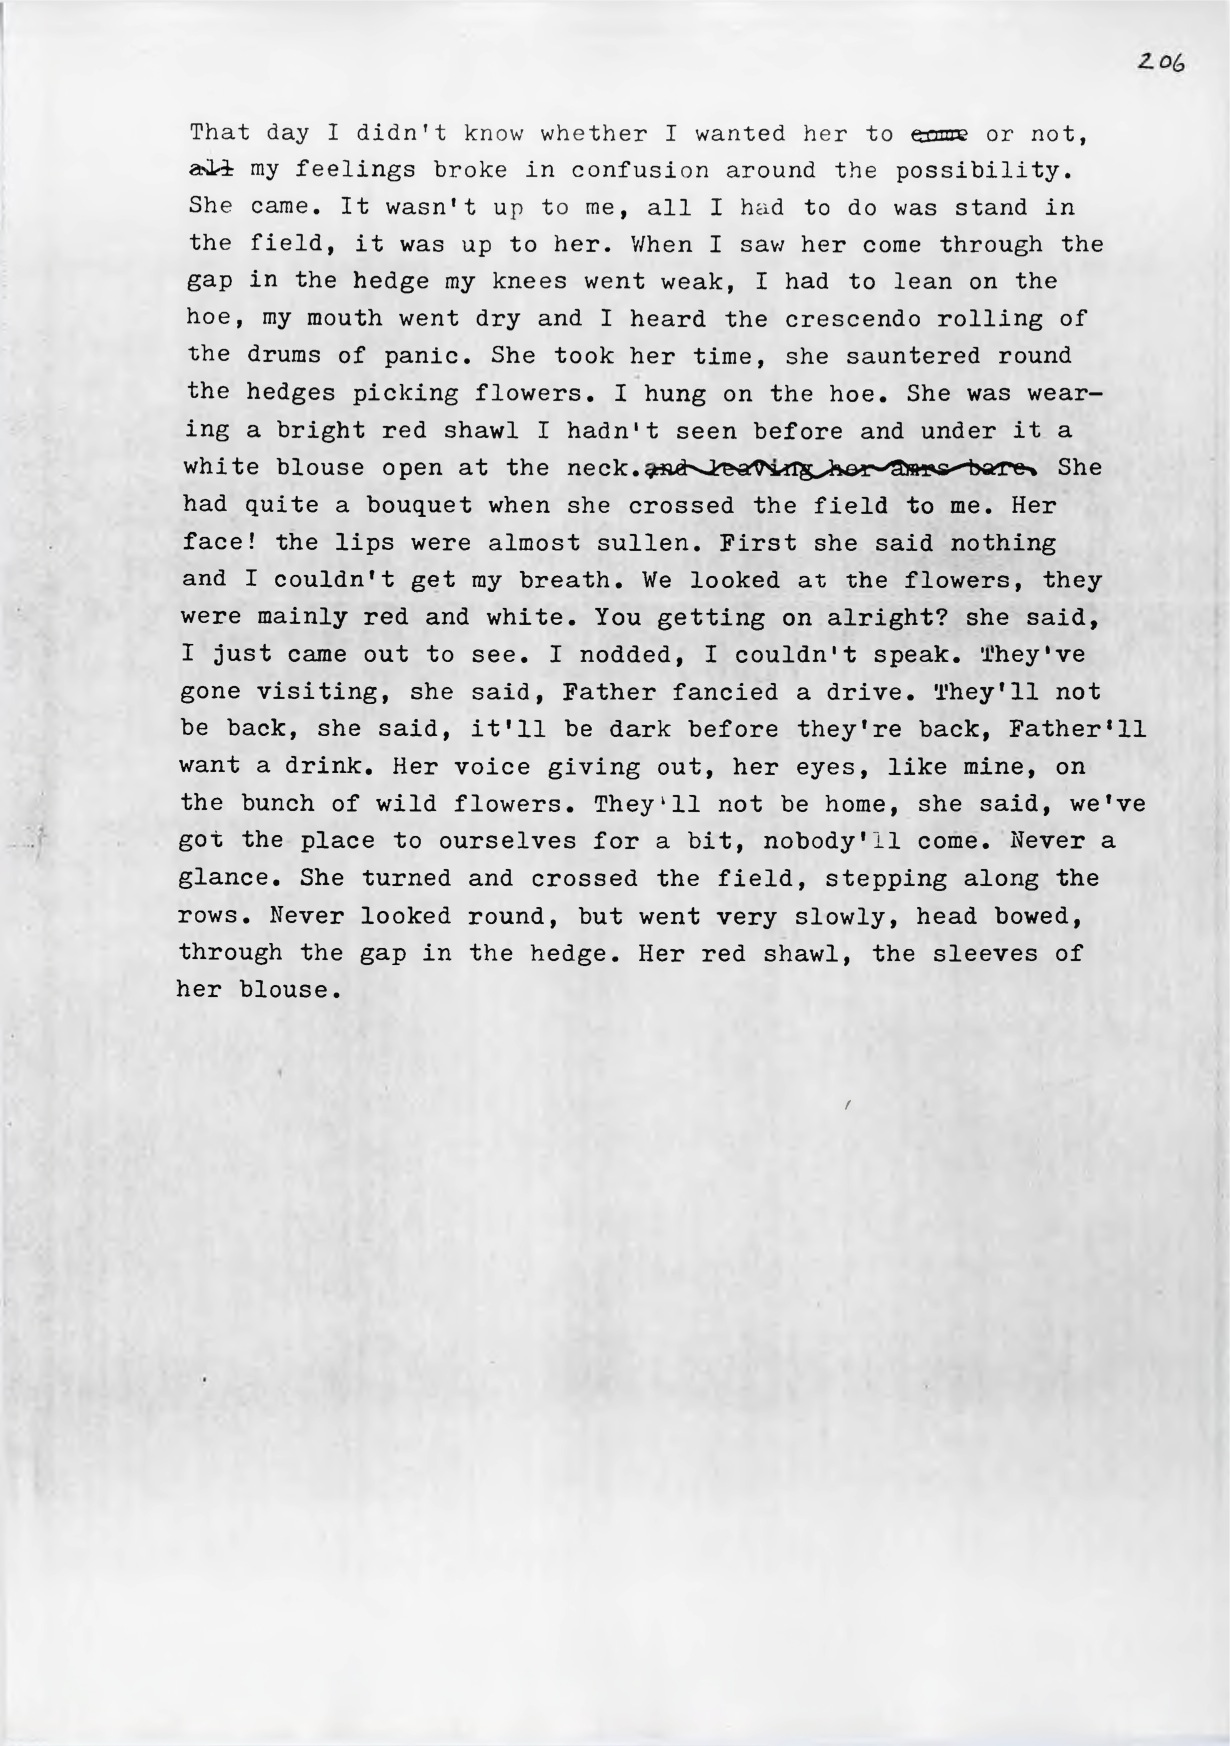 206
That day I didn't know whether I wanted her to come or not,
all my feelings broke in confusion around the possibility.
She came. It wasn't up to me, all I had to do was stand in
the field, it was up to her. When I saw her come through the
gap in the hedge my knees went weak, I had to lean on the
hoe, my mouth went dry and I heard the crescendo rolling of
the drums of panic. She took her time, she sauntered round
the hedges picking flowers. I hung on the hoe. She was wear-
ing a bright red shawl I hadn't seen before and under it a
white blouse open at the neck. and leaving her amrs bare. She
had quite a bouquet when she crossed the field to me. Her
face! the lips were almost sullen. First she said nothing
and I couldn't get my breath. We looked at the flowers, they
were mainly red and white. You getting on alright? she said,
I just came out to see. I nodded, I couldn't speak. They've
gone visiting, she said, Father fancied a drive. They'll not
be back, she said, it'll be dark before they're back, Father'll
want a drink. Her voice giving out, her eyes, like mine, on
the bunch of wild flowers. They'll not be home, she said, we've
got the place to ourselves for a bit, nobody'll come. Never a
glance. She turned and crossed the field, stepping along the
rows. Never looked round, but went very slowly, head bowed,
through the gap in the hedge. Her red shawl, the sleeves of
her blouse.